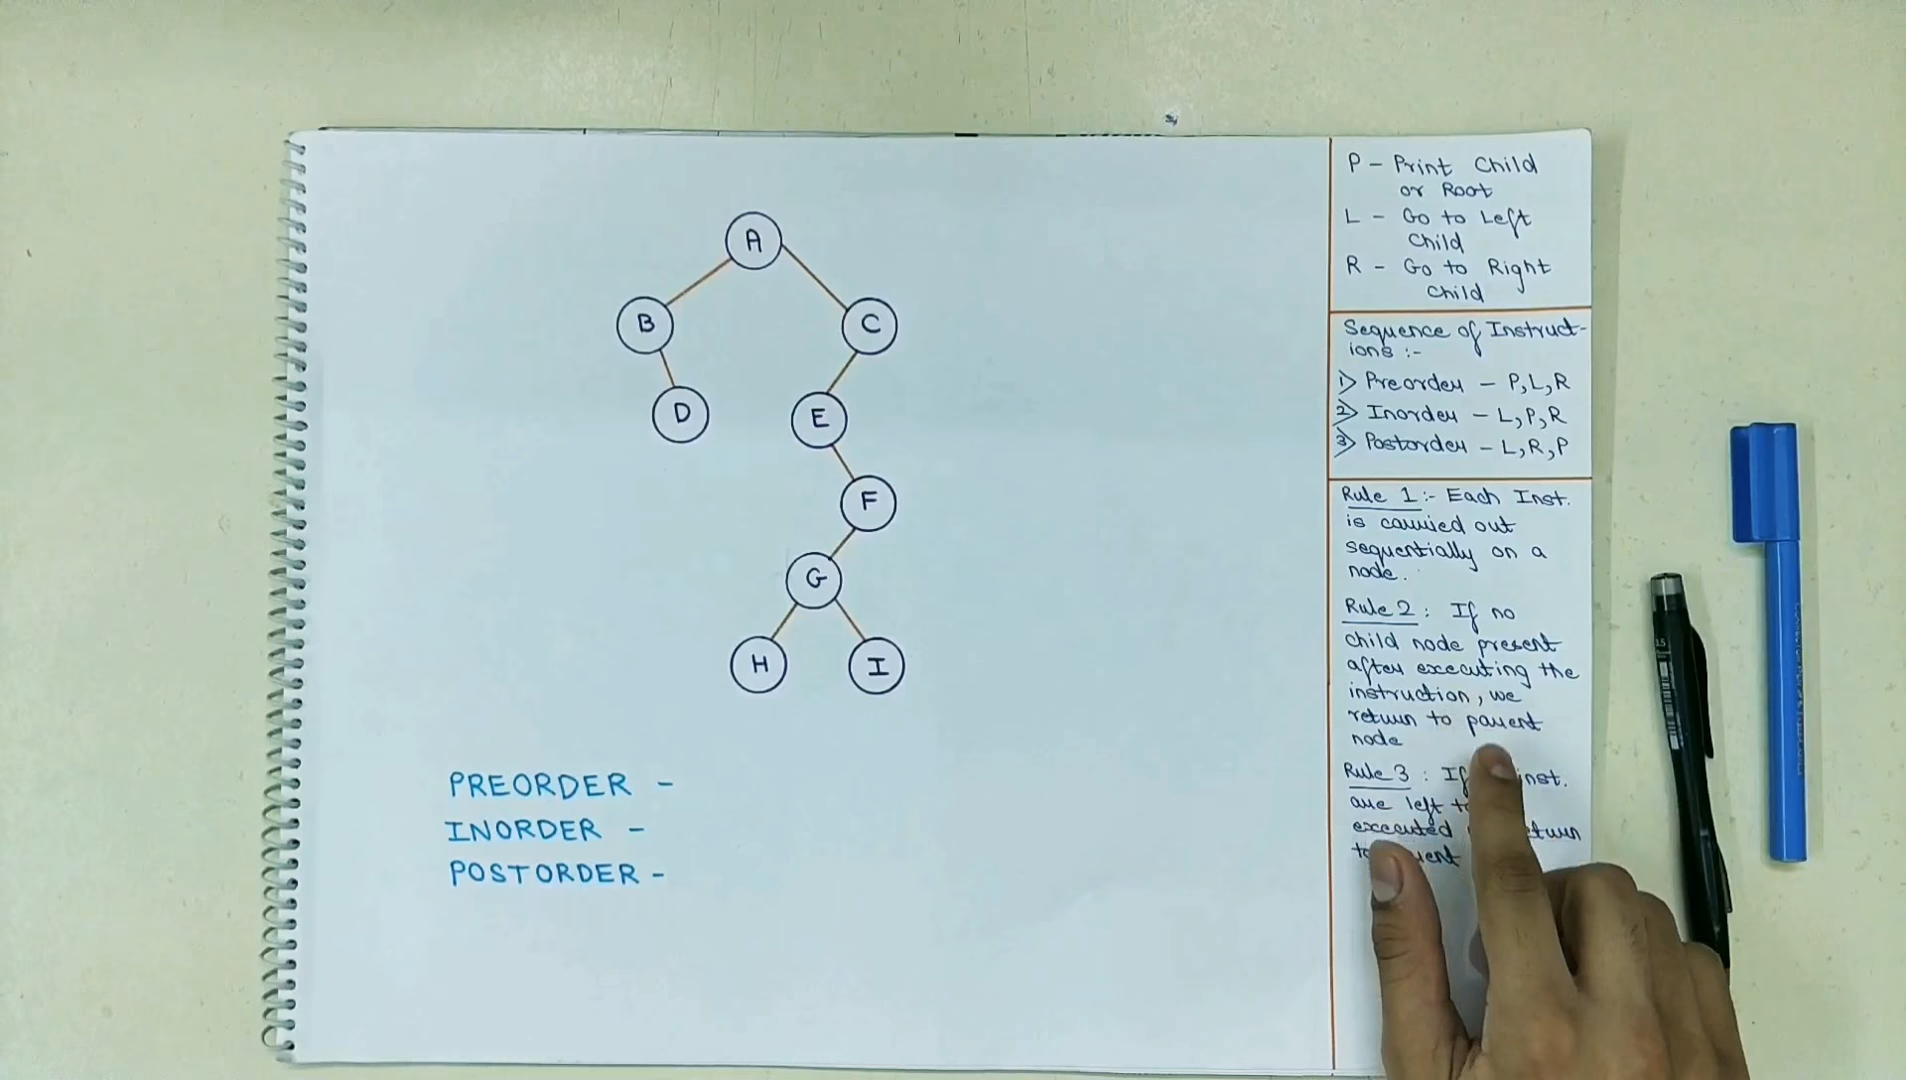 A
B
C
D
E
F
G
H
I
PREORDER -
INORDER -
POSTORDER -
P - Print Child
or Root
L - Go to Left
Child
R - Go to Right
Child
Sequence of Instruct-
ions :-
1> Preorder - P,L,R
2> Inorder - L,P,R
3> Postorder - L,R,P
Rule 1 :- Each Inst.
is carried out
sequentially on a
node.
Rule 2 : If no
child node present
after executing the
instruction, we
return to parent
node
Rule 3 : If inst.
are left
executed